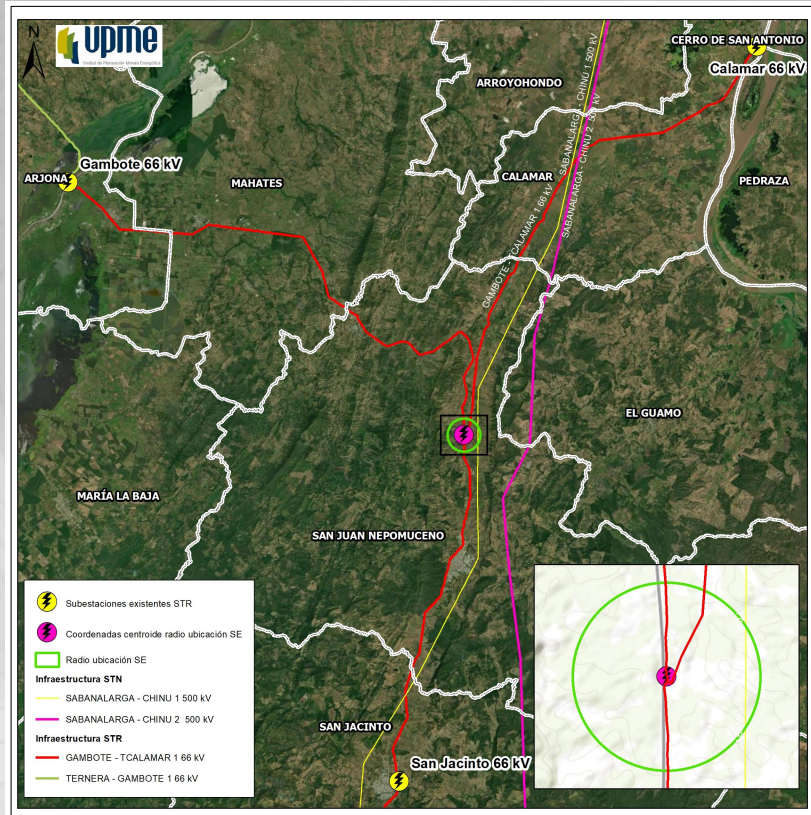 N
upme
Unidad de Planeación Minero Energética
CERRO DE SAN ANTONIO
Calamar 66 kV
ARROYOHONDO
SABANALARGA - CHINU 1 500 kV
SABANALARGA - CHINU 2 500 kV
Gambote 66 kV
ARJONA
MAHATES
CALAMAR
PEDRAZA
GAMBOTE - TCALAMAR 1 66 kV
EL GUAMO
MARÍA LA BAJA
SAN JUAN NEPOMUCENO
SAN JACINTO
San Jacinto 66 kV
Subestaciones existentes STR
Coordenadas centroide radio ubicación SE
Radio ubicación SE
Infraestructura STN
SABANALARGA - CHINU 1 500 kV
SABANALARGA - CHINU 2 500 kV
Infraestructura STR
GAMBOTE - TCALAMAR 1 66 kV
TERNERA - GAMBOTE 1 66 kV